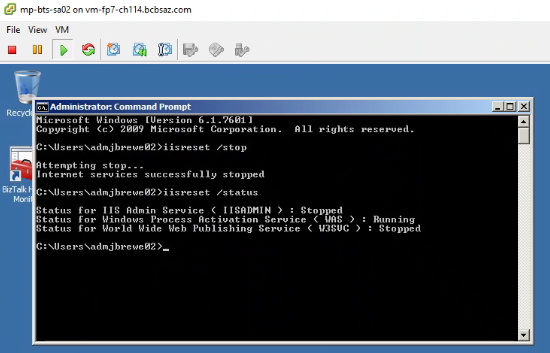 mp-bts-sa02 on vm-fp7-ch114.bcbsaz.com
File View VM
Administrator: Command Prompt
Microsoft Windows [Version 6.1.7601]
Copyright (c) 2009 Microsoft Corporation. All rights reserved.
C:\Users\admjbrewe02>iisreset /stop
Attempting stop...
Internet services successfully stopped
C:\Users\admjbrewe02>iisreset /status
Status for IIS Admin Service ( IISADMIN ) : Stopped
Status for Windows Process Activation Service ( WAS ) : Running
Status for World Wide Web Publishing Service ( W3SVC ) : Stopped
C:\Users\admjbrewe02>_
Recyc
BizTalk H
Monit